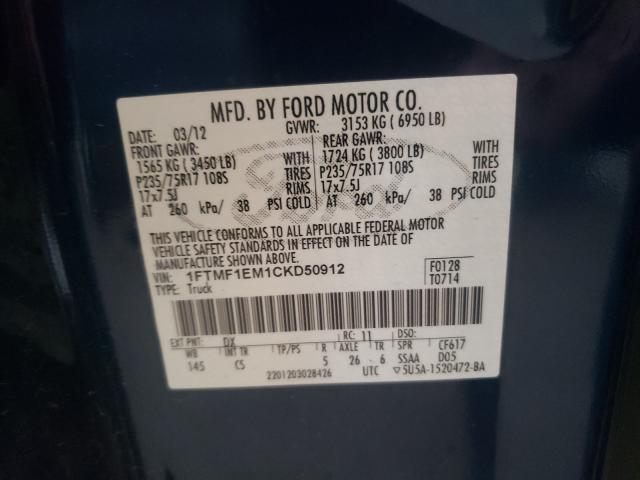 MFD. BY FORD MOTOR CO.
DATE: 03/12 GVWR: 3153 KG ( 6950 LB)
FRONT GAWR: REAR GAWR:
1565 KG ( 3450 LB) WITH 1724 KG ( 3800 LB) WITH
P235/75R17 108S TIRES P235/75R17 108S TIRES
17x7.5J RIMS 17x7.5J RIMS
AT 260 kPa/ 38 PSI COLD AT 260 kPa/ 38 PSI COLD
Ford
THIS VEHICLE CONFORMS TO ALL APPLICABLE FEDERAL MOTOR
VEHICLE SAFETY STANDARDS IN EFFECT ON THE DATE OF
MANUFACTURE SHOWN ABOVE.
VIN: 1FTMF1EM1CKD50912 F0128
TYPE: Truck T0714
EXT PNT: DX RC: 11 DSO:
WB INT TR TP/PS R AXLE TR SPR CF617
145 CS 5 26 6 SSAA D05
2201203028426 UTC ▽5U5A-1520472-BA